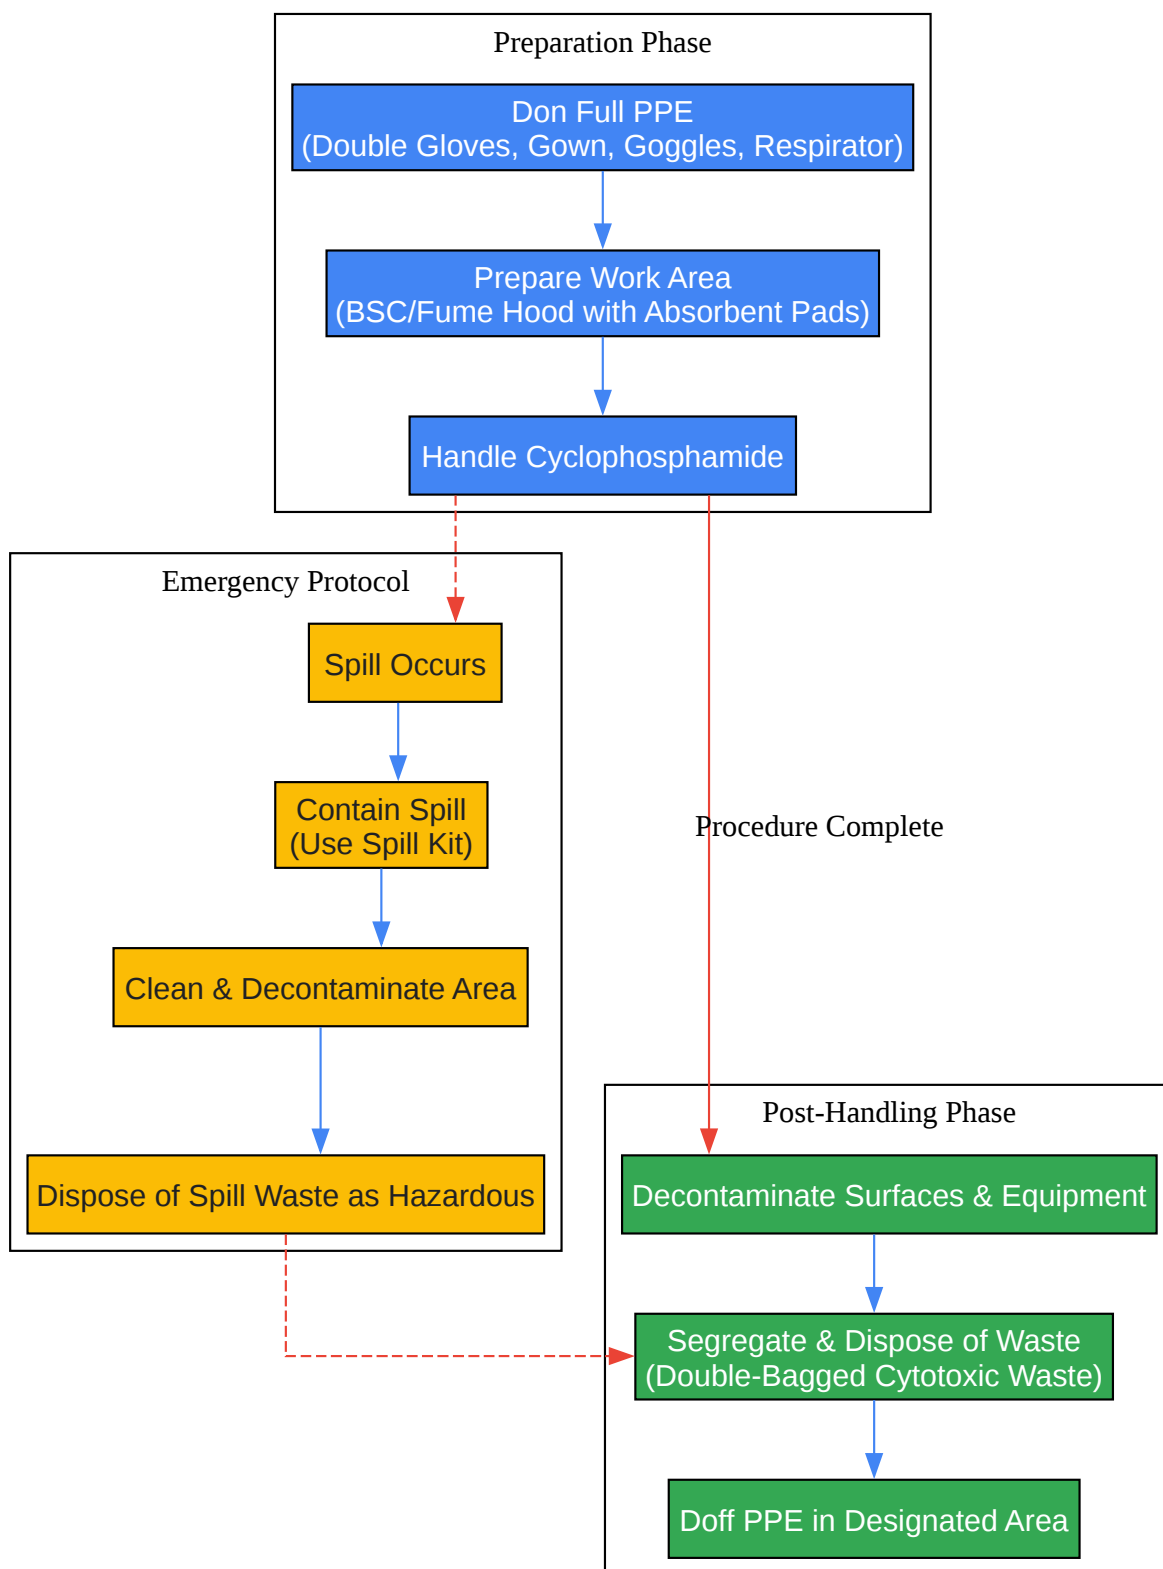 Preparation Phase
Don Full PPE
(Double Gloves, Gown, Goggles, Respirator)
Prepare Work Area
(BSC/Fume Hood with Absorbent Pads)
Handle Cyclophosphamide
Emergency Protocol
Spill Occurs
Contain Spill
(Use Spill Kit)
Procedure Complete
Clean & Decontaminate Area
Dispose of Spill Waste as Hazardous
Post-Handling Phase
Decontaminate Surfaces & Equipment
Segregate & Dispose of Waste
(Double-Bagged Cytotoxic Waste)
Doff PPE in Designated Area